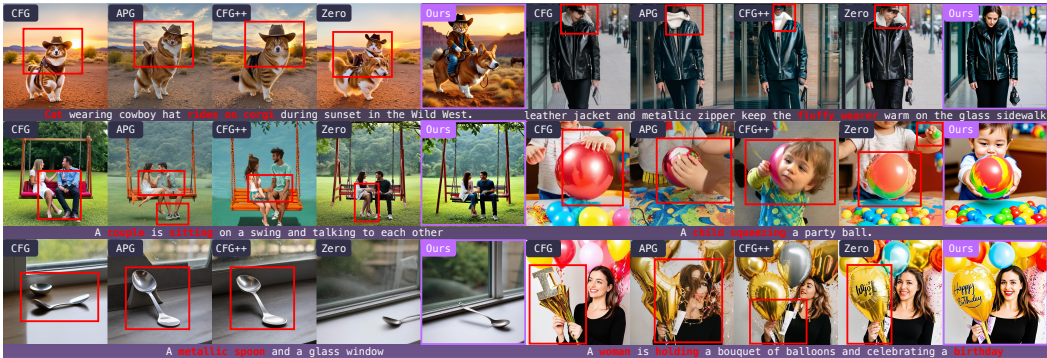 CFG APG CFG++ Zero Ours CFG APG CFG++ Zero Ours
Cat wearing cowboy hat rides on corgi during sunset in the Wild West.
leather jacket and metallic zipper keep the fluffy wearer warm on the glass sidewalk
CFG APG CFG++ Zero Ours CFG APG CFG++ Zero Ours
A couple is sitting on a swing and talking to each other
A child squeezing a party ball.
CFG APG CFG++ Zero Ours CFG APG CFG++ Zero Ours
Happy
Birthday
A metallic spoon and a glass window
A woman is holding a bouquet of balloons and celebrating a birthday